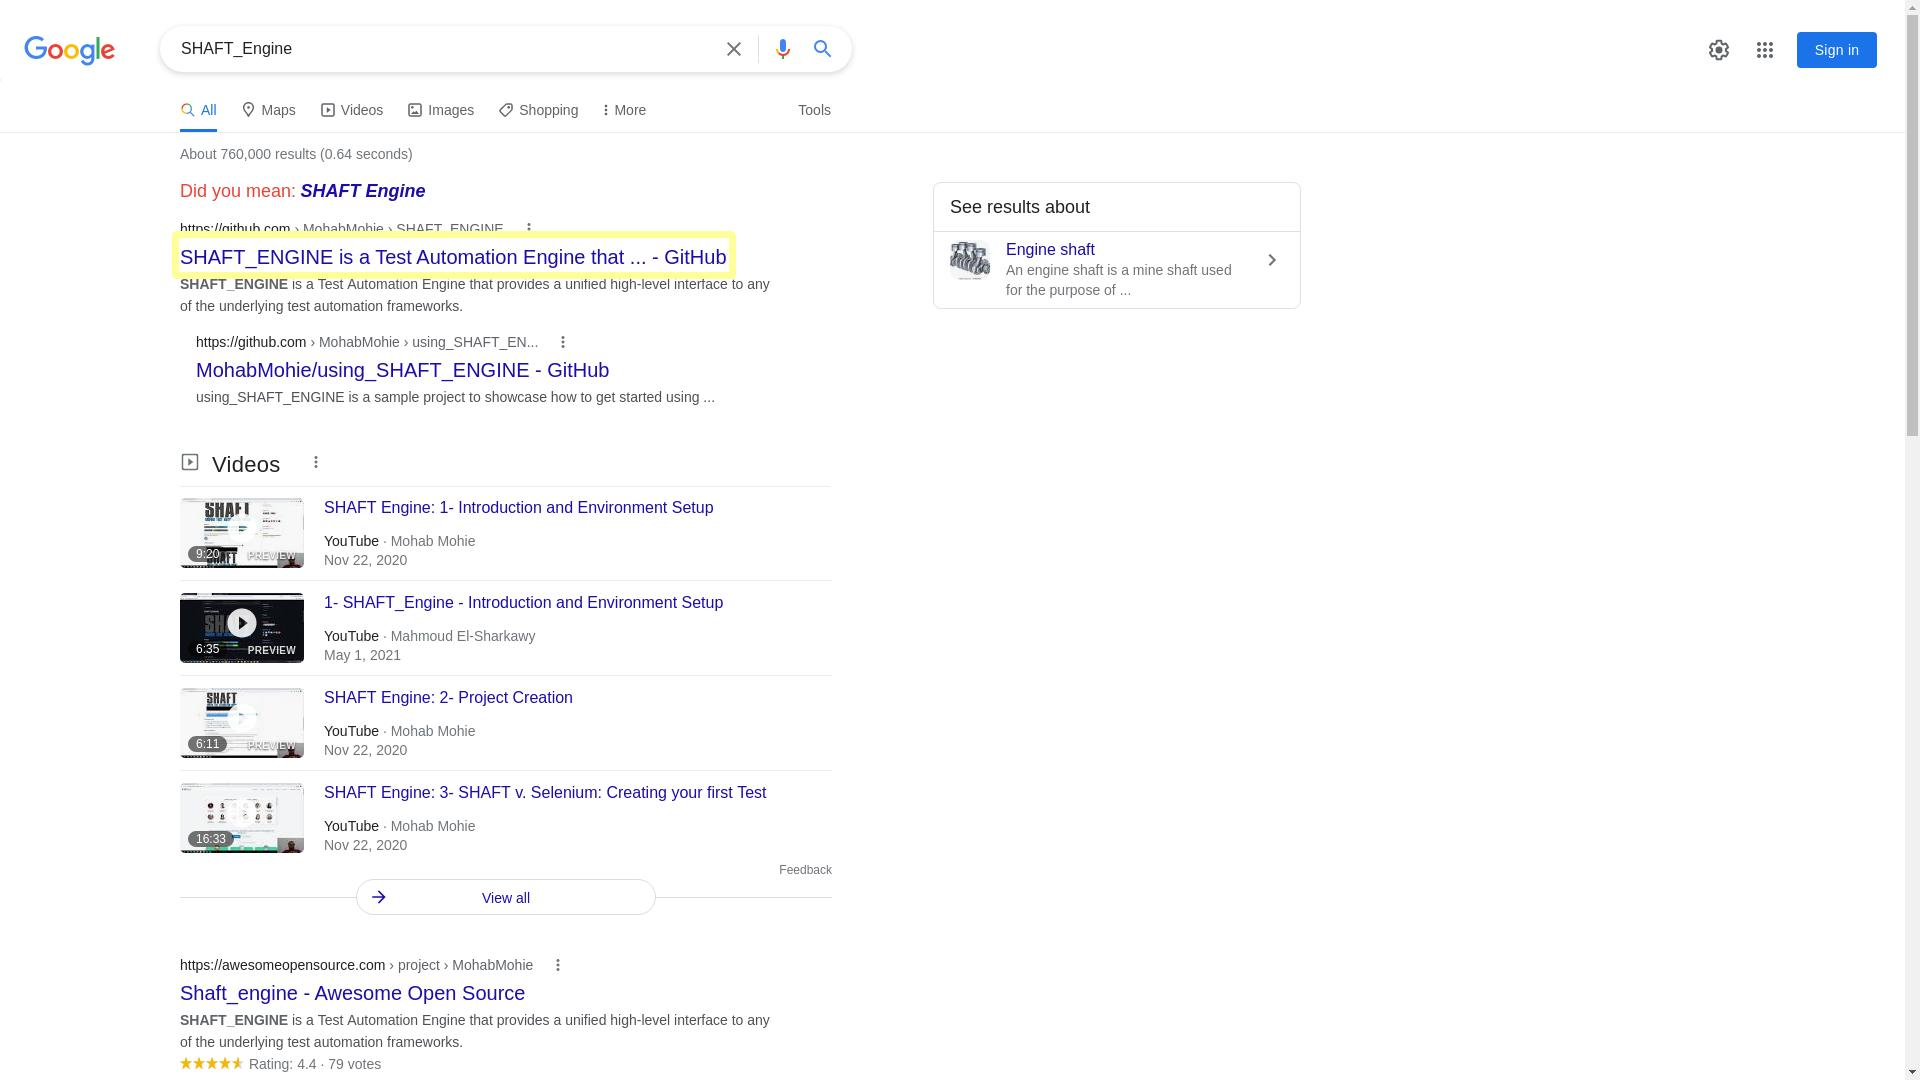 Google
SHAFT_Engine
Sign in
All
Maps
Videos
Images
Shopping
More
Tools
About 760,000 results (0.64 seconds)
Did you mean: SHAFT Engine
https://github.com › MohabMohie › SHAFT_ENGINE
SHAFT_ENGINE is a Test Automation Engine that ... - GitHub
SHAFT_ENGINE is a Test Automation Engine that provides a unified high-level interface to any
of the underlying test automation frameworks.
https://github.com › MohabMohie › using_SHAFT_EN...
MohabMohie/using_SHAFT_ENGINE - GitHub
using_SHAFT_ENGINE is a sample project to showcase how to get started using ...
See results about
Engine shaft
An engine shaft is a mine shaft used
for the purpose of ...
Videos
SHAFT
9:20
PREVIEW
SHAFT Engine: 1- Introduction and Environment Setup
YouTube · Mohab Mohie
Nov 22, 2020
6:35
PREVIEW
1- SHAFT_Engine - Introduction and Environment Setup
YouTube · Mahmoud El-Sharkawy
May 1, 2021
SHAFT
6:11
PREVIEW
SHAFT Engine: 2- Project Creation
YouTube · Mohab Mohie
Nov 22, 2020
16:33
SHAFT Engine: 3- SHAFT v. Selenium: Creating your first Test
YouTube · Mohab Mohie
Nov 22, 2020
Feedback
View all
https://awesomeopensource.com › project › MohabMohie
Shaft_engine - Awesome Open Source
SHAFT_ENGINE is a Test Automation Engine that provides a unified high-level interface to any
of the underlying test automation frameworks.
Rating: 4.4 · 79 votes